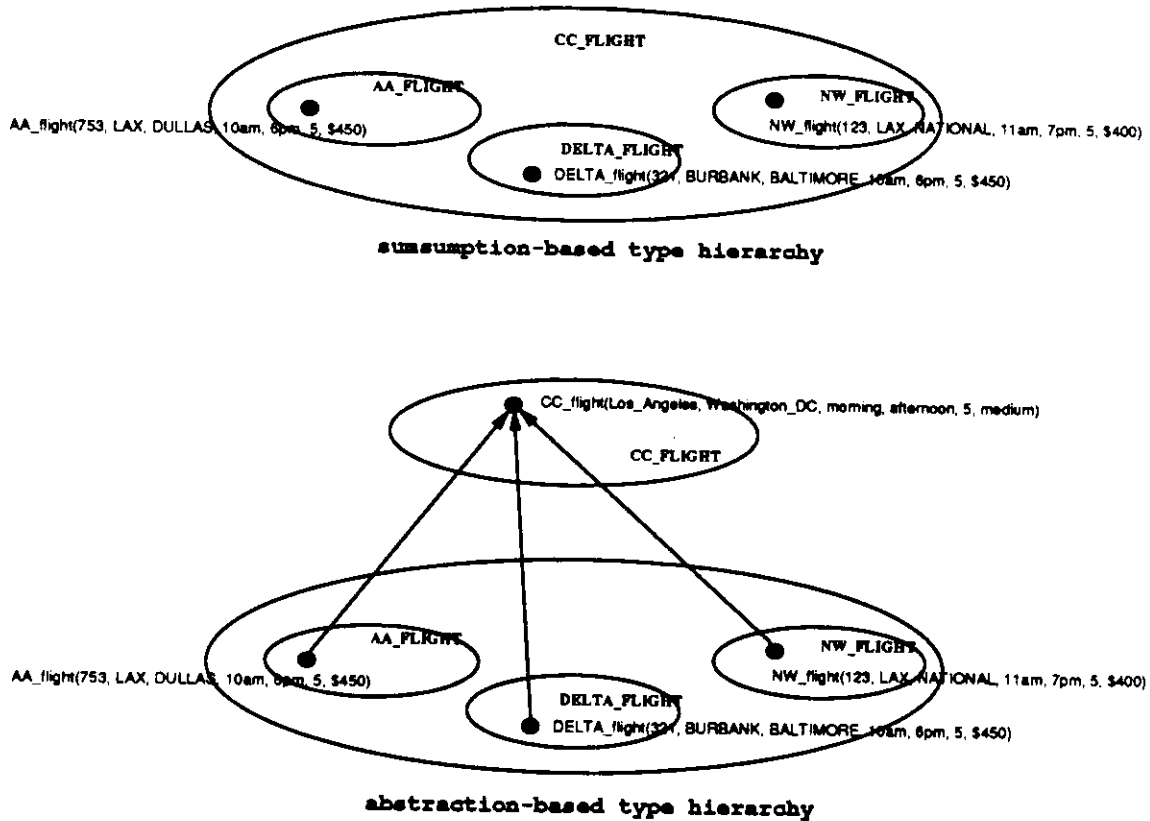 CC_FLIGHT
AA_FLIGHT
NW_FLIGHT
AA_flight(753, LAX, DULLAS, 10am, 6pm, 5, $450)
NW_flight(123, LAX, NATIONAL, 11am, 7pm, 5, $400)
DELTA_FLIGHT
DELTA_flight(321, BURBANK, BALTIMORE, 10am, 6pm, 5, $450)
sumsumption-based type hierarchy
CC_flight(Los_Angeles, Washington_DC, morning, afternoon, 5, medium)
CC_FLIGHT
AA_FLIGHT
NW_FLIGHT
AA_flight(753, LAX, DULLAS, 10am, 6pm, 5, $450)
NW_flight(123, LAX, NATIONAL, 11am, 7pm, 5, $400)
DELTA_FLIGHT
DELTA_flight(321, BURBANK, BALTIMORE, 10am, 6pm, 5, $450)
abstraction-based type hierarchy